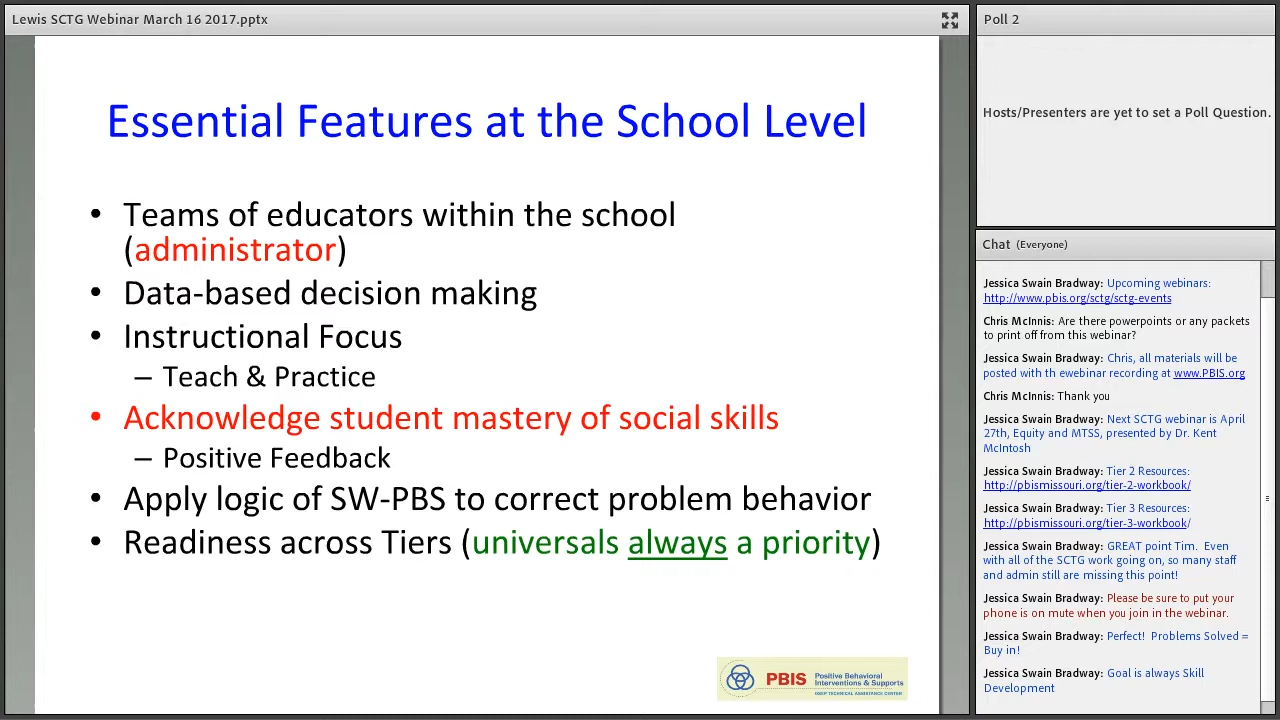 Lewis SCTG Webinar March 16 2017.pptx
Essential Features at the School Level
• Teams of educators within the school
(administrator)
• Data-based decision making
• Instructional Focus
– Teach & Practice
• Acknowledge student mastery of social skills
– Positive Feedback
• Apply logic of SW-PBS to correct problem behavior
• Readiness across Tiers (universals always a priority)
PBIS
Positive Behavioral
Interventions & Supports
OSEP TECHNICAL ASSISTANCE CENTER
Poll 2
Hosts/Presenters are yet to set a Poll Question.
Chat (Everyone)
Jessica Swain Bradway: Upcoming webinars:
http://www.pbis.org/sctg/sctg-events
Chris McInnis: Are there powerpoints or any packets
to print off from this webinar?
Jessica Swain Bradway: Chris, all materials will be
posted with th ewebinar recording at www.PBIS.org
Chris McInnis: Thank you
Jessica Swain Bradway: Next SCTG webinar is April
27th, Equity and MTSS, presented by Dr. Kent
McIntosh
Jessica Swain Bradway: Tier 2 Resources:
http://pbismissouri.org/tier-2-workbook/
Jessica Swain Bradway: Tier 3 Resources:
http://pbismissouri.org/tier-3-workbook/
Jessica Swain Bradway: GREAT point Tim. Even
with all of the SCTG work going on, so many staff
and admin still are missing this point!
Jessica Swain Bradway: Please be sure to put your
phone is on mute when you join in the webinar.
Jessica Swain Bradway: Perfect! Problems Solved =
Buy in!
Jessica Swain Bradway: Goal is always Skill
Development